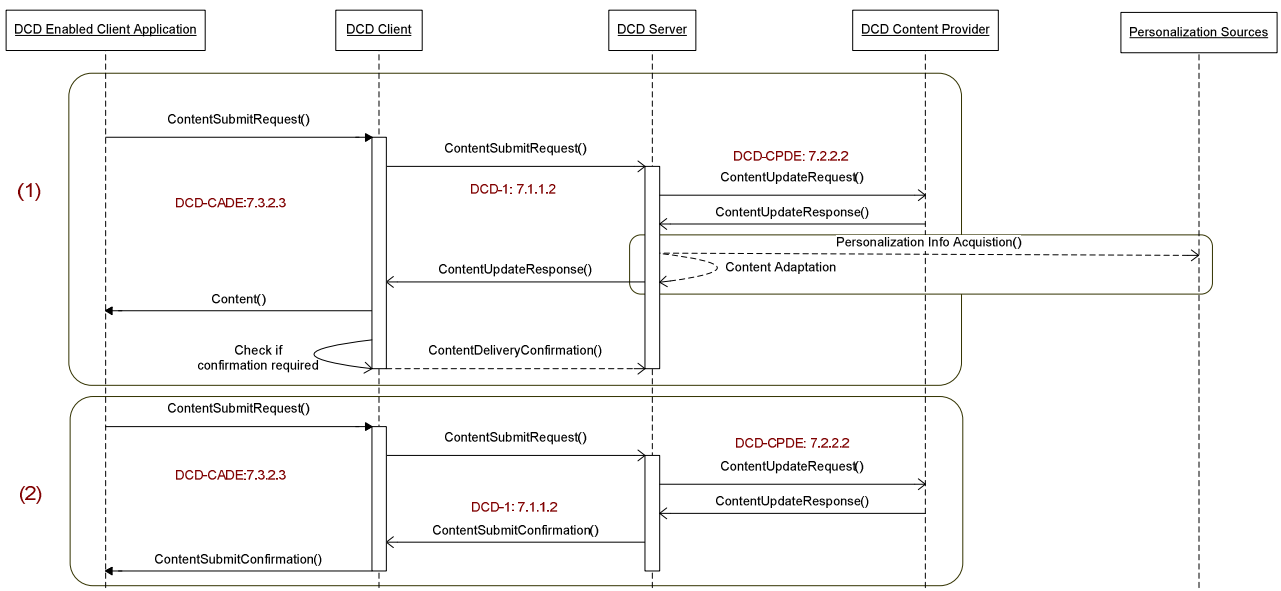 DCD Enabled Client Application
DCD Client
DCD Server
DCD Content Provider
Personalization Sources
(1)
ContentSubmitRequest()
ContentSubmitRequest()
DCD-CPDE: 7.2.2.2
ContentUpdateRequest()
DCD-1: 7.1.1.2
DCD-CADE:7.3.2.3
ContentUpdateResponse()
Personalization Info Acquistion()
Content Adaptation
ContentUpdateResponse()
Content()
Check if
confirmation required
ContentDeliveryConfirmation()
(2)
ContentSubmitRequest()
ContentSubmitRequest()
DCD-CPDE: 7.2.2.2
ContentUpdateRequest()
DCD-CADE:7.3.2.3
ContentUpdateResponse()
DCD-1: 7.1.1.2
ContentSubmitConfirmation()
ContentSubmitConfirmation()